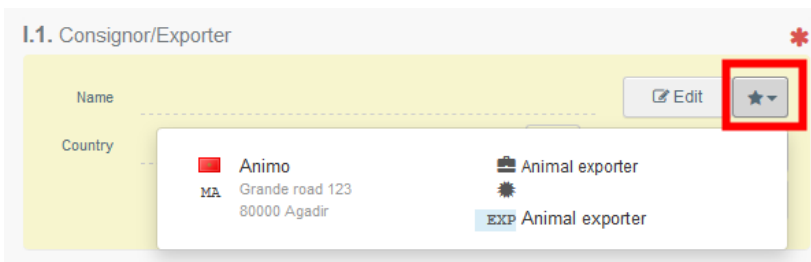 I.1. Consignor/Exporter *
Name
Edit
Country
Animo
Animal exporter
MA
Grande road 123
80000 Agadir
EXP Animal exporter